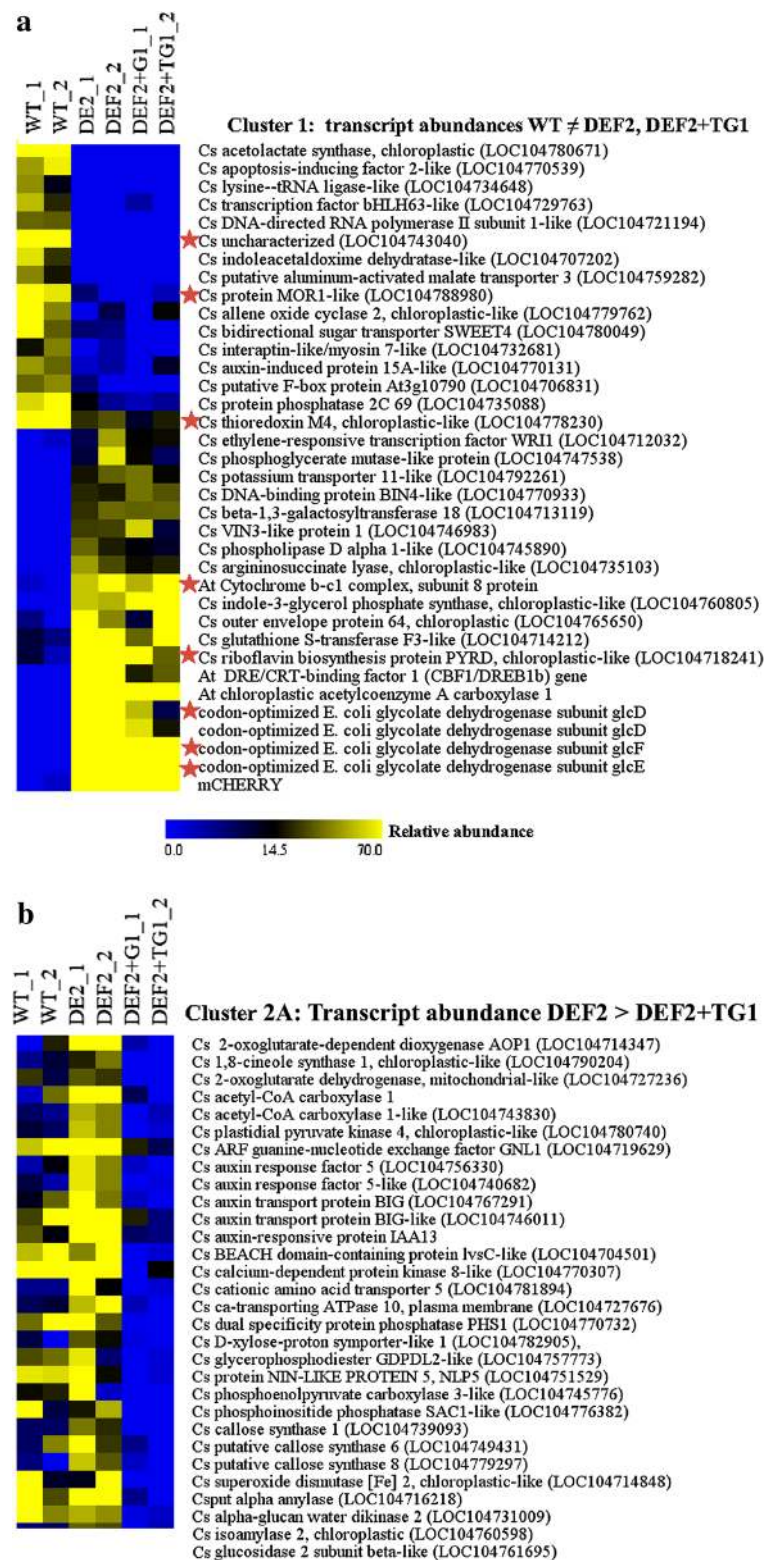 a
WT_1
WT_2
DE2_1
DEF2_2
DEF2+G1_1
DEF2+TG1_2
Cluster 1: transcript abundances WT ≠ DEF2, DEF2+TG1
Cs acetolactate synthase, chloroplastic (LOC104780671)
Cs apoptosis-inducing factor 2-like (LOC104770539)
Cs lysine--tRNA ligase-like (LOC104734648)
Cs transcription factor bHLH63-like (LOC104729763)
Cs DNA-directed RNA polymerase II subunit 1-like (LOC104721194)
Cs uncharacterized (LOC104743040)
Cs indoleacetaldoxime dehydratase-like (LOC104707202)
Cs putative aluminum-activated malate transporter 3 (LOC104759282)
Cs protein MOR1-like (LOC104788980)
Cs allene oxide cyclase 2, chloroplastic-like (LOC104779762)
Cs bidirectional sugar transporter SWEET4 (LOC104780049)
Cs interaptin-like/myosin 7-like (LOC104732681)
Cs auxin-induced protein 15A-like (LOC104770131)
Cs putative F-box protein At3g10790 (LOC104706831)
Cs protein phosphatase 2C 69 (LOC104735088)
Cs thioredoxin M4, chloroplastic-like (LOC104778230)
Cs ethylene-responsive transcription factor WRI1 (LOC104712032)
Cs phosphoglycerate mutase-like protein (LOC104747538)
Cs potassium transporter 11-like (LOC104792261)
Cs DNA-binding protein BIN4-like (LOC104770933)
Cs beta-1,3-galactosyltransferase 18 (LOC104713119)
Cs VIN3-like protein 1 (LOC104746983)
Cs phospholipase D alpha 1-like (LOC104745890)
Cs argininosuccinate lyase, chloroplastic-like (LOC104735103)
At Cytochrome b-c1 complex, subunit 8 protein
Cs indole-3-glycerol phosphate synthase, chloroplastic-like (LOC104760805)
Cs outer envelope protein 64, chloroplastic (LOC104765650)
Cs glutathione S-transferase F3-like (LOC104714212)
Cs riboflavin biosynthesis protein PYRD, chloroplastic-like (LOC104718241)
At DRE/CRT-binding factor 1 (CBF1/DREB1b) gene
At chloroplastic acetylcoenzyme A carboxylase 1
codon-optimized E. coli glycolate dehydrogenase subunit glcD
codon-optimized E. coli glycolate dehydrogenase subunit glcD
codon-optimized E. coli glycolate dehydrogenase subunit glcF
codon-optimized E. coli glycolate dehydrogenase subunit glcE
mCHERRY
Relative abundance
0.0 14.5 70.0
b
WT_1
WT_2
DE2_1
DEF2_2
DEF2+G1_1
DEF2+TG1_2
Cluster 2A: Transcript abundance DEF2 > DEF2+TG1
Cs 2-oxoglutarate-dependent dioxygenase AOP1 (LOC104714347)
Cs 1,8-cineole synthase 1, chloroplastic-like (LOC104790204)
Cs 2-oxoglutarate dehydrogenase, mitochondrial-like (LOC104727236)
Cs acetyl-CoA carboxylase 1
Cs acetyl-CoA carboxylase 1-like (LOC104743830)
Cs plastidial pyruvate kinase 4, chloroplastic-like (LOC104780740)
Cs ARF guanine-nucleotide exchange factor GNL1 (LOC104719629)
Cs auxin response factor 5 (LOC104756330)
Cs auxin response factor 5-like (LOC104740682)
Cs auxin transport protein BIG (LOC104767291)
Cs auxin transport protein BIG-like (LOC104746011)
Cs auxin-responsive protein IAA13
Cs BEACH domain-containing protein lvsC-like (LOC104704501)
Cs calcium-dependent protein kinase 8-like (LOC104770307)
Cs cationic amino acid transporter 5 (LOC104781894)
Cs ca-transporting ATPase 10, plasma membrane (LOC104727676)
Cs dual specificity protein phosphatase PHS1 (LOC104770732)
Cs D-xylose-proton symporter-like 1 (LOC104782905),
Cs glycerophosphodiester GDPDL2-like (LOC104757773)
Cs protein NIN-LIKE PROTEIN 5, NLP5 (LOC104751529)
Cs phosphoenolpyruvate carboxylase 3-like (LOC104745776)
Cs phosphoinositide phosphatase SAC1-like (LOC104776382)
Cs callose synthase 1 (LOC104739093)
Cs putative callose synthase 6 (LOC104749431)
Cs putative callose synthase 8 (LOC104779297)
Cs superoxide dismutase [Fe] 2, chloroplastic-like (LOC104714848)
Csput alpha amylase (LOC104716218)
Cs alpha-glucan water dikinase 2 (LOC104731009)
Cs isoamylase 2, chloroplastic (LOC104760598)
Cs glucosidase 2 subunit beta-like (LOC104761695)